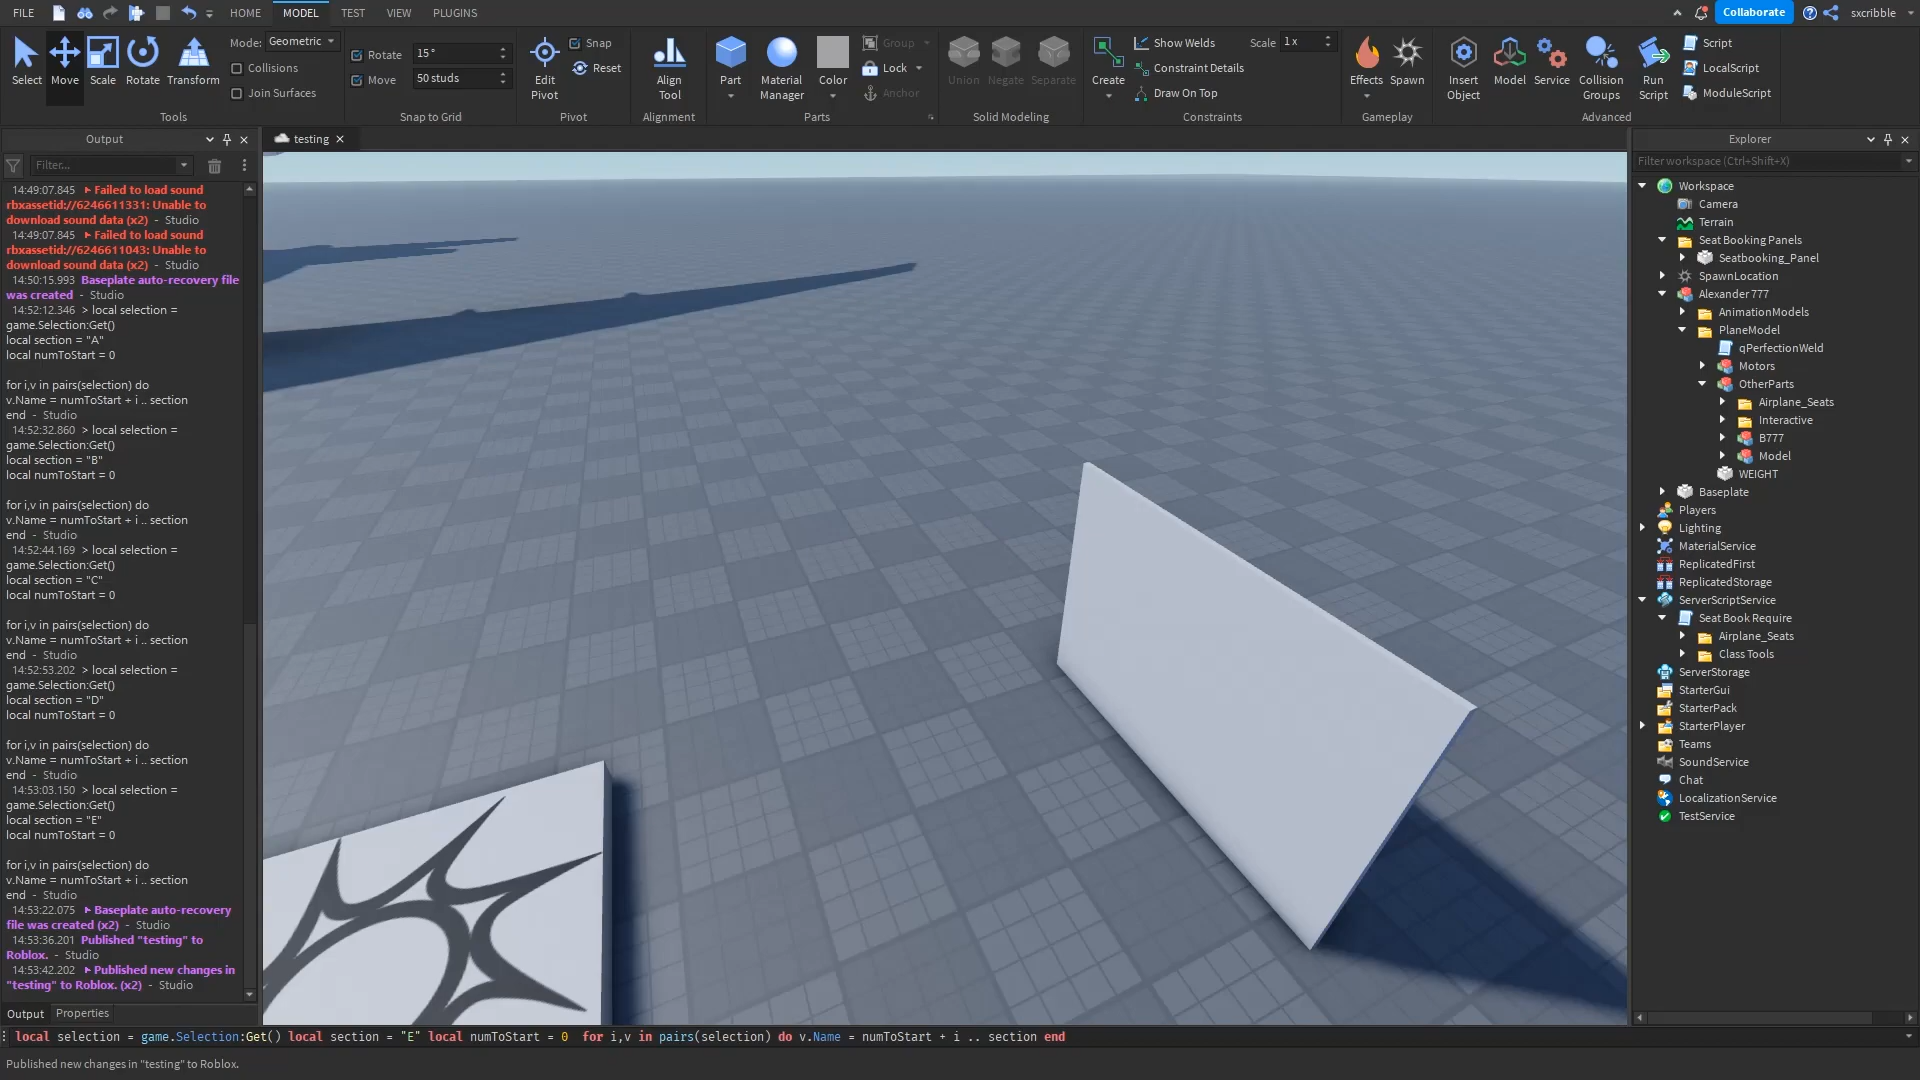 FILE
HOME
MODEL
TEST
VIEW
PLUGINS
Collaborate
sxcribble
Select
Move
Scale
Rotate
Transform
Mode: Geometric
Collisions
Join Surfaces
Tools
Rotate 15°
Move 50 studs
Snap to Grid
Edit
Pivot
Snap
Reset
Pivot
Align
Tool
Alignment
Part
Material
Manager
Color
Group
Lock
Anchor
Parts
Union
Negate
Separate
Solid Modeling
Create
Show Welds
Constraint Details
Draw On Top
Scale 1 x
Constraints
Effects
Spawn
Gameplay
Insert
Object
Model
Service
Collision
Groups
Run
Script
Script
LocalScript
ModuleScript
Advanced
Output
Filter...
14:49:07.845 Failed to load sound
rbxassetid://6246611331: Unable to
download sound data (x2) - Studio
14:49:07.845 Failed to load sound
rbxassetid://6246611043: Unable to
download sound data (x2) - Studio
14:50:15.993 Baseplate auto-recovery file
was created - Studio
14:52:12.346 > local selection =
game.Selection:Get()
local section = "A"
local numToStart = 0
for i,v in pairs(selection) do
v.Name = numToStart + i .. section
end - Studio
14:52:32.860 > local selection =
game.Selection:Get()
local section = "B"
local numToStart = 0
for i,v in pairs(selection) do
v.Name = numToStart + i .. section
end - Studio
14:52:44.169 > local selection =
game.Selection:Get()
local section = "C"
local numToStart = 0
for i,v in pairs(selection) do
v.Name = numToStart + i .. section
end - Studio
14:52:53.202 > local selection =
game.Selection:Get()
local section = "D"
local numToStart = 0
for i,v in pairs(selection) do
v.Name = numToStart + i .. section
end - Studio
14:53:03.150 > local selection =
game.Selection:Get()
local section = "E"
local numToStart = 0
for i,v in pairs(selection) do
v.Name = numToStart + i .. section
end - Studio
14:53:22.075 Baseplate auto-recovery
file was created (x2) - Studio
14:53:36.201 Published "testing" to
Roblox. - Studio
14:53:42.202 Published new changes in
"testing" to Roblox. (x2) - Studio
Output
Properties
testing
Explorer
Filter workspace (Ctrl+Shift+X)
Workspace
Camera
Terrain
Seat Booking Panels
Seatbooking_Panel
SpawnLocation
Alexander 777
AnimationModels
PlaneModel
qPerfectionWeld
Motors
OtherParts
Airplane_Seats
Interactive
B777
Model
WEIGHT
Baseplate
Players
Lighting
MaterialService
ReplicatedFirst
ReplicatedStorage
ServerScriptService
Seat Book Require
Airplane_Seats
Class Tools
ServerStorage
StarterGui
StarterPack
StarterPlayer
Teams
SoundService
Chat
LocalizationService
TestService
local selection = game.Selection:Get() local section = "E" local numToStart = 0 for i,v in pairs(selection) do v.Name = numToStart + i .. section end
Published new changes in "testing" to Roblox.